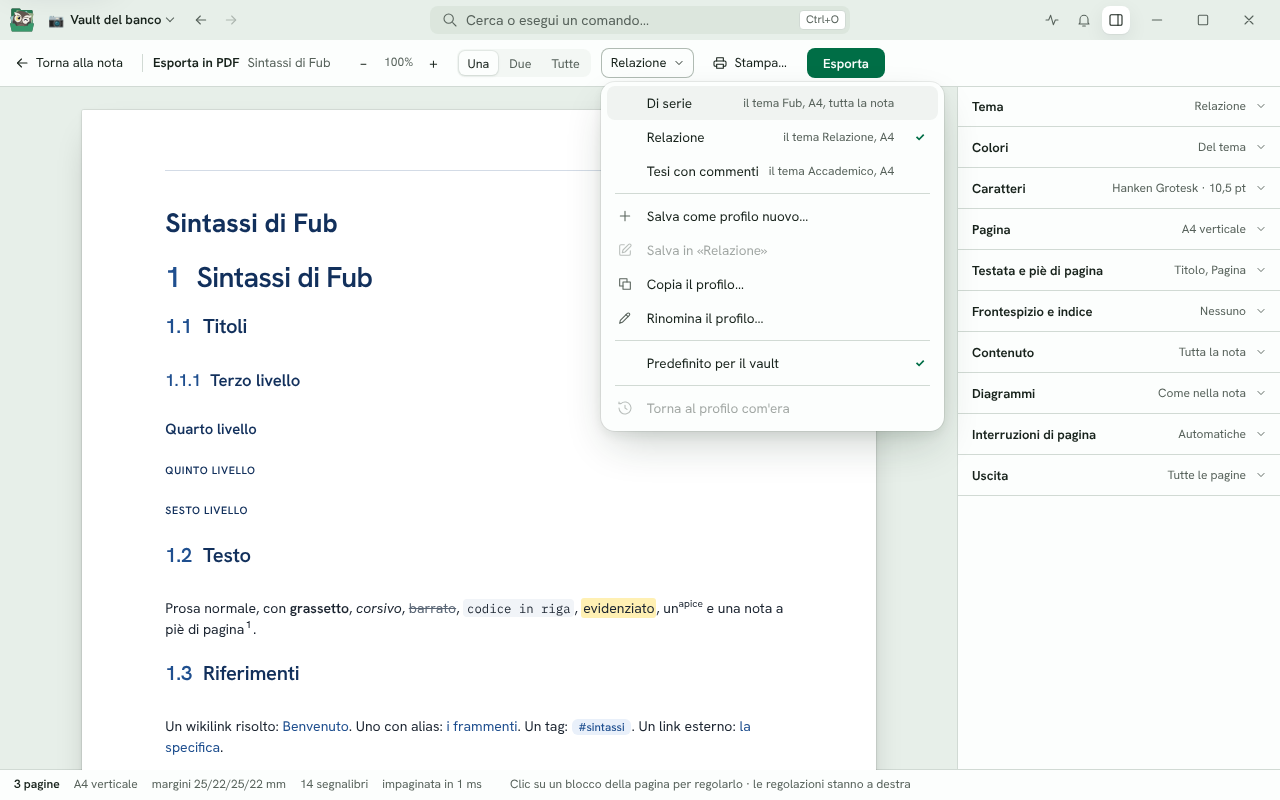 Vault del banco
Cerca o esegui un comando... Ctrl+O
Torna alla nota Esporta in PDF Sintassi di Fub − 100% + Una Due Tutte Relazione Stampa... Esporta
Di serie il tema Fub, A4, tutta la nota
Relazione il tema Relazione, A4
Tesi con commenti il tema Accademico, A4
Salva come profilo nuovo...
Salva in «Relazione»
Copia il profilo...
Rinomina il profilo...
Predefinito per il vault
Torna al profilo com'era
Sintassi di Fub
1 Sintassi di Fub
1.1 Titoli
1.1.1 Terzo livello
Quarto livello
QUINTO LIVELLO
SESTO LIVELLO
1.2 Testo
Prosa normale, con grassetto, corsivo, barrato, codice in riga, evidenziato, unapice e una nota a
piè di pagina1.
1.3 Riferimenti
Un wikilink risolto: Benvenuto. Uno con alias: i frammenti. Un tag: #sintassi. Un link esterno: la
specifica.
Tema Relazione
Colori Del tema
Caratteri Hanken Grotesk · 10,5 pt
Pagina A4 verticale
Testata e piè di pagina Titolo, Pagina
Frontespizio e indice Nessuno
Contenuto Tutta la nota
Diagrammi Come nella nota
Interruzioni di pagina Automatiche
Uscita Tutte le pagine
3 pagine A4 verticale margini 25/22/25/22 mm 14 segnalibri impaginata in 1 ms Clic su un blocco della pagina per regolarlo · le regolazioni stanno a destra